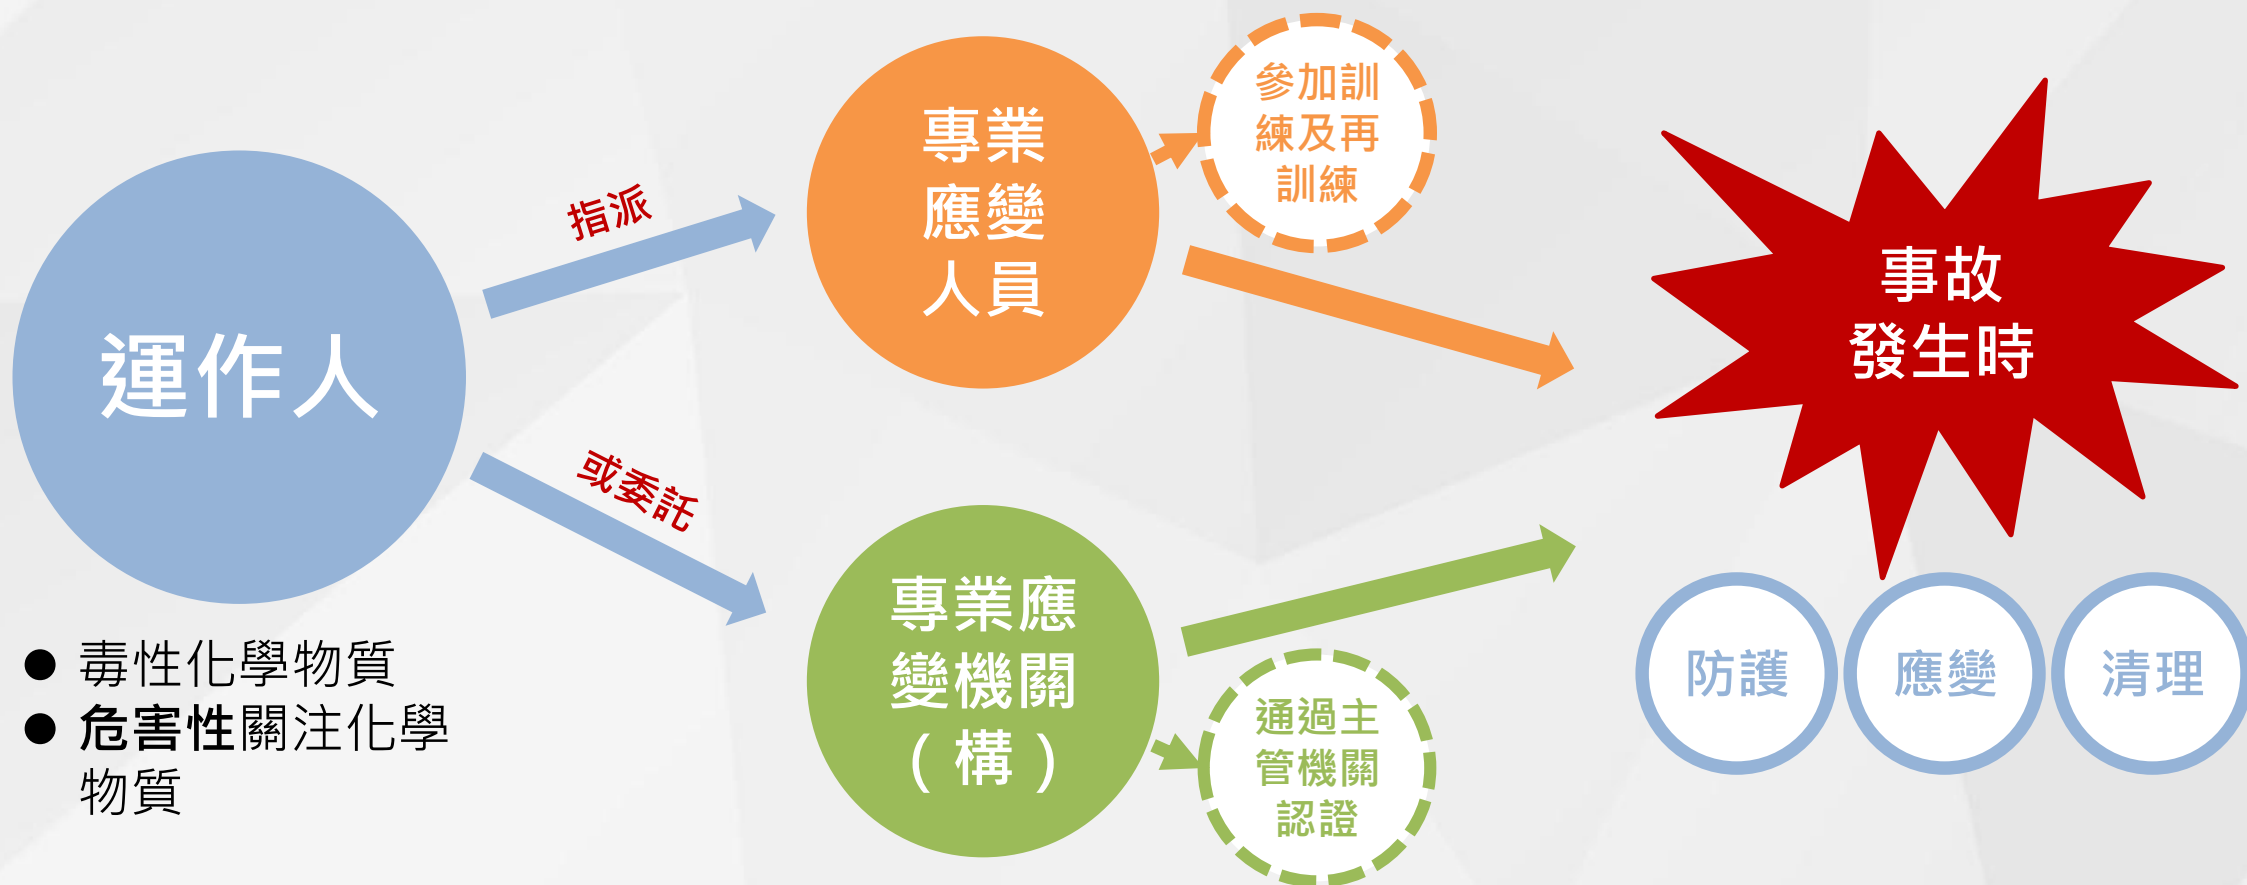 運作人
● 毒性化學物質
● 危害性關注化學
物質
指派
或委託
專業
應變
人員
參加訓
練及再
訓練
專業應
變機關
（構）
通過主
管機關
認證
事故
發生時
防護
應變
清理